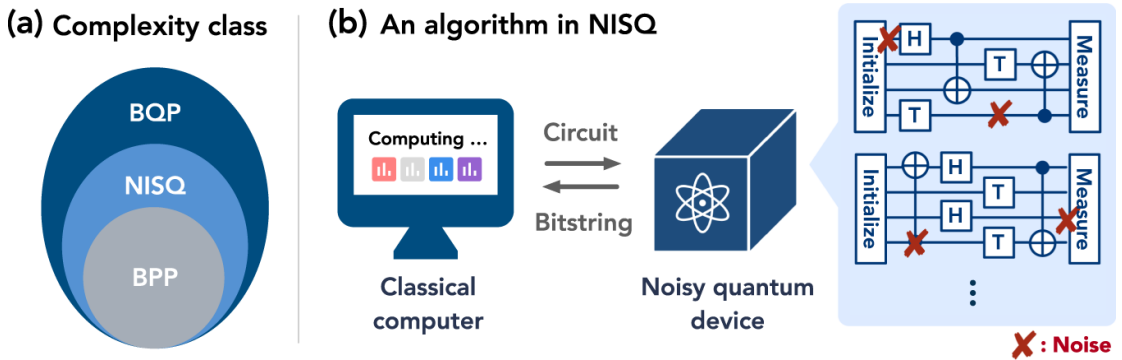 (a) Complexity class
BQP
NISQ
BPP
(b) An algorithm in NISQ
Computing ...
Classical
computer
Circuit
Bitstring
Noisy quantum
device
Initialize
H
T
T
Measure
Initialize
H
T
H
T
Measure
: Noise